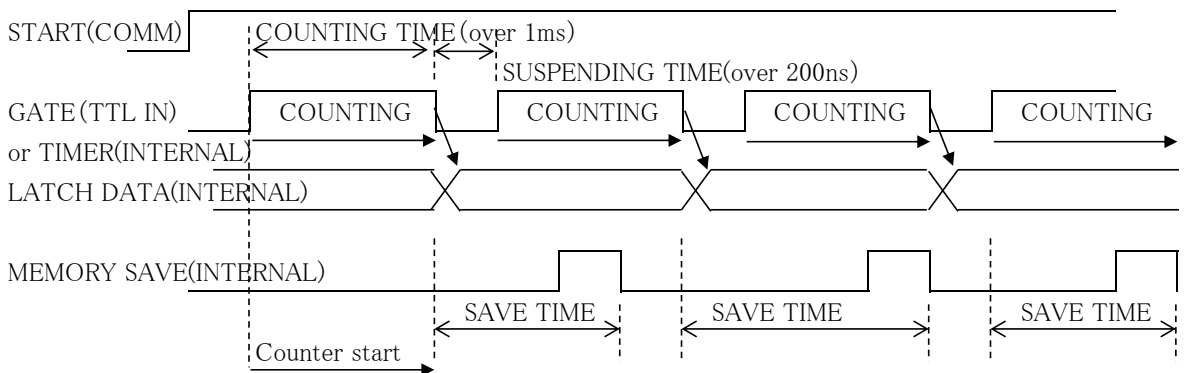 START(COMM)
COUNTING TIME(over 1ms)
SUSPENDING TIME(over 200ns)
GATE(TTL IN)
COUNTING COUNTING COUNTING COUNTING
or TIMER(INTERNAL)
LATCH DATA(INTERNAL)
MEMORY SAVE(INTERNAL)
SAVE TIME SAVE TIME SAVE TIME
Counter start